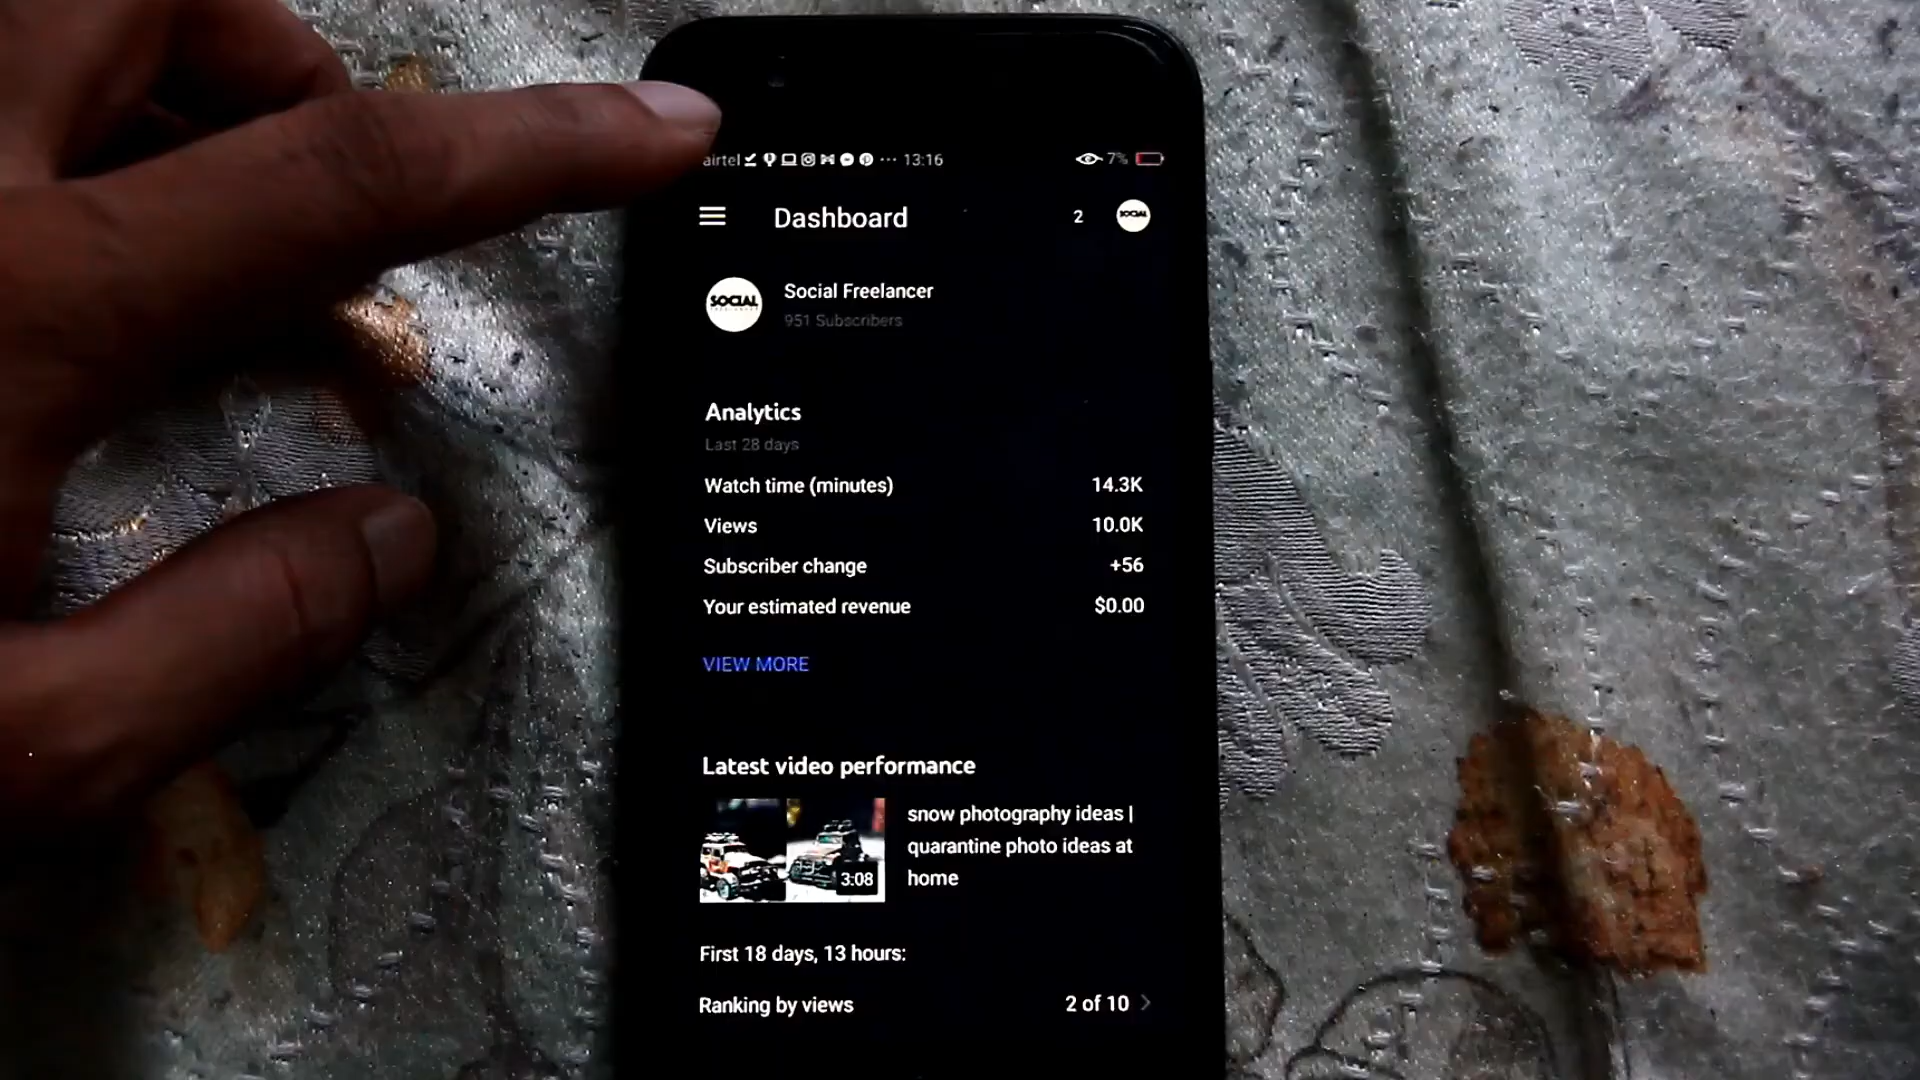 airtel 13:16 7%
Dashboard 2 SOCIAL
SOCIAL Social Freelancer
951 Subscribers
Analytics
Last 28 days
Watch time (minutes) 14.3K
Views 10.0K
Subscriber change +56
Your estimated revenue $0.00
VIEW MORE
Latest video performance
snow photography ideas |
quarantine photo ideas at
3:08 home
First 18 days, 13 hours:
Ranking by views 2 of 10